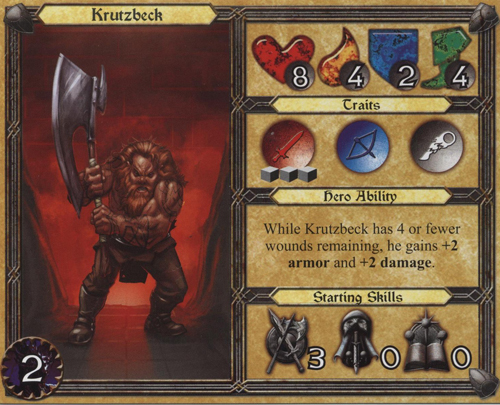 Krutzbeck
8 4 2 4
Traits
Hero Ability
While Krutzbeck has 4 or fewer
wounds remaining, he gains +2
armor and +2 damage.
Starting Skills
3 0 0
2